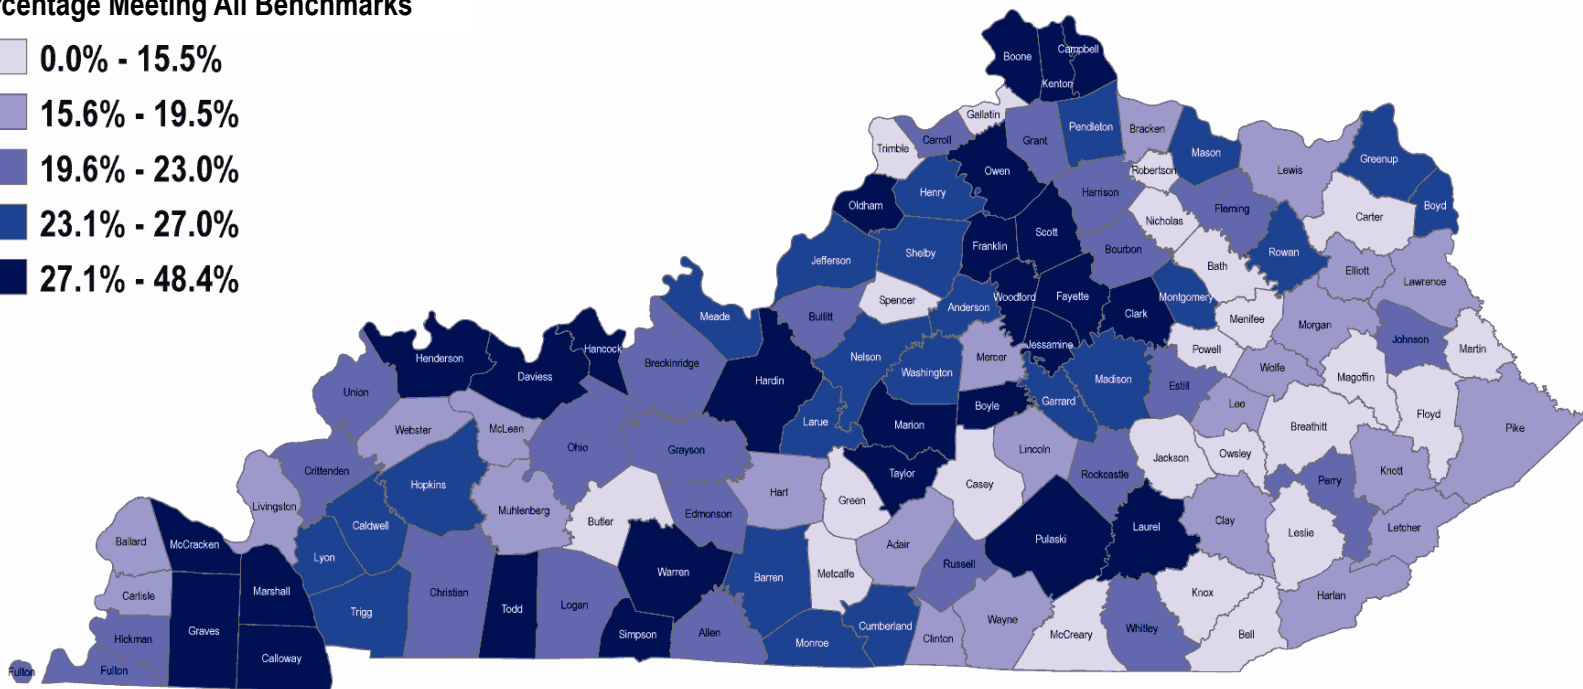 rcentage Meeting All Benchmarks
0.0% - 15.5%
15.6% - 19.5%
19.6% - 23.0%
23.1% - 27.0%
27.1% - 48.4%
Boone
Campbell
Kenton
Gallatin
Trimble
Carroll
Grant
Pendleton
Bracken
Mason
Lewis
Greenup
Owen
Robertson
Oldham
Henry
Harrison
Nicholas
Fleming
Carter
Boyd
Jefferson
Shelby
Franklin
Scott
Bourbon
Bath
Rowan
Elliott
Lawrence
Meade
Bullitt
Spencer
Anderson
Woodford
Fayette
Clark
Montgomery
Menifee
Morgan
Johnson
Martin
Henderson
Daviess
Hancock
Breckinridge
Hardin
Nelson
Washington
Mercer
Jessamine
Madison
Powell
Estill
Wolfe
Magoffin
Floyd
Pike
Union
Webster
McLean
Ohio
Grayson
Larue
Marion
Boyle
Garrard
Lee
Breathitt
Crittenden
Hopkins
Muhlenberg
Butler
Edmonson
Hart
Green
Taylor
Casey
Lincoln
Rockcastle
Jackson
Owsley
Perry
Knott
Livingston
Caldwell
Lyon
Ballard
McCracken
Warren
Barren
Metcalfe
Adair
Russell
Pulaski
Laurel
Clay
Leslie
Letcher
Carlisle
Marshall
Trigg
Christian
Todd
Logan
Simpson
Allen
Monroe
Cumberland
Clinton
Wayne
McCreary
Whitley
Knox
Bell
Harlan
Hickman
Graves
Calloway
Fulton
Fulton